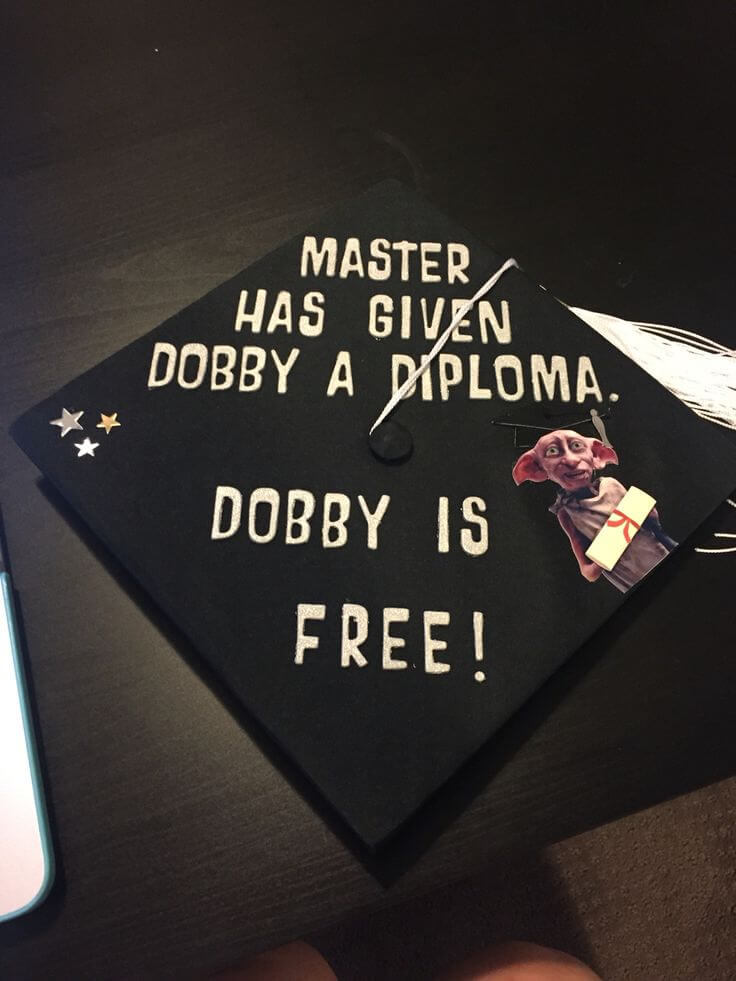 MASTER
HAS GIVEN
DOBBY A DIPLOMA.
DOBBY IS
FREE!